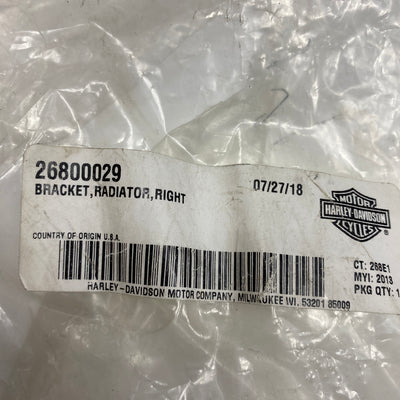 26800029
BRACKET,RADIATOR,RIGHT
07/27/18
MOTOR
HARLEY-DAVIDSON
CYCLES
®
COUNTRY OF ORIGIN U.S.A.
CT: 268E1
MYI: 2013
PKG QTY: 1
HARLEY-DAVIDSON MOTOR COMPANY, MILWAUKEE WI. 53201 85009